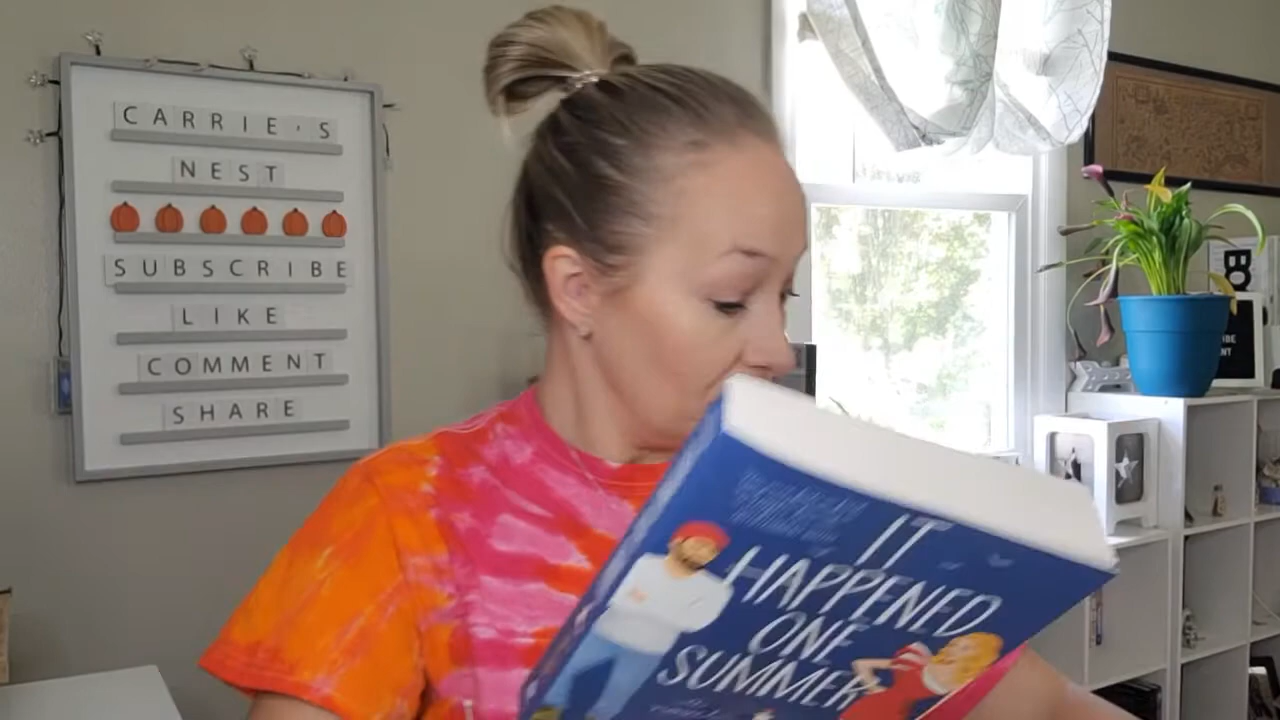 CARRIE'S
NEST
SUBSCRIBE
LIKE
COMMENT
SHARE
IT
HAPPENED
ONE
SUMMER